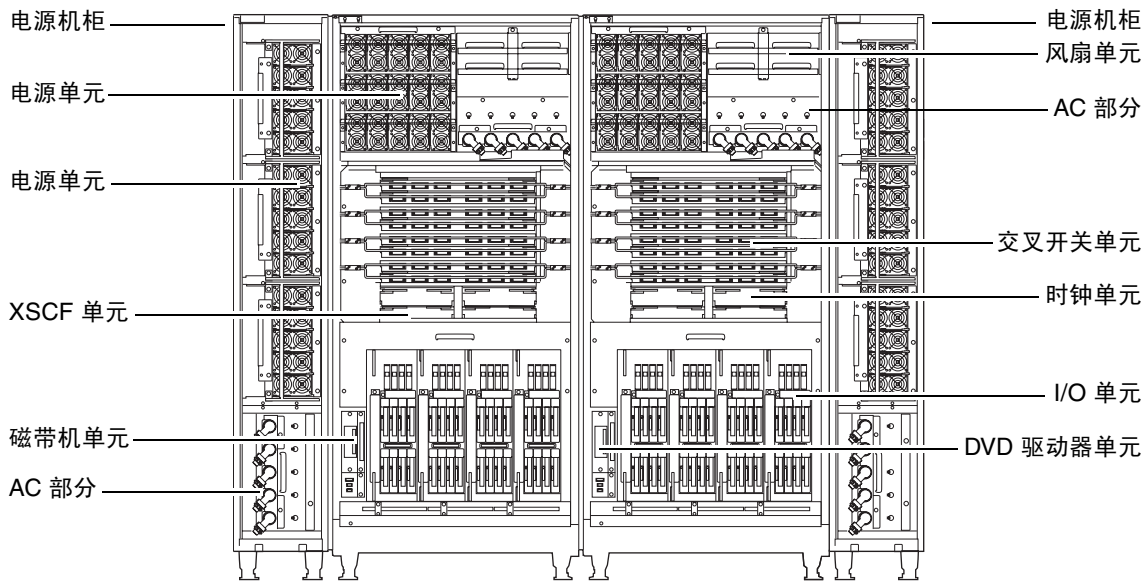 电源机柜
电源单元
电源单元
XSCF 单元
磁带机单元
AC 部分
电源机柜
风扇单元
AC 部分
交叉开关单元
时钟单元
I/O 单元
DVD 驱动器单元